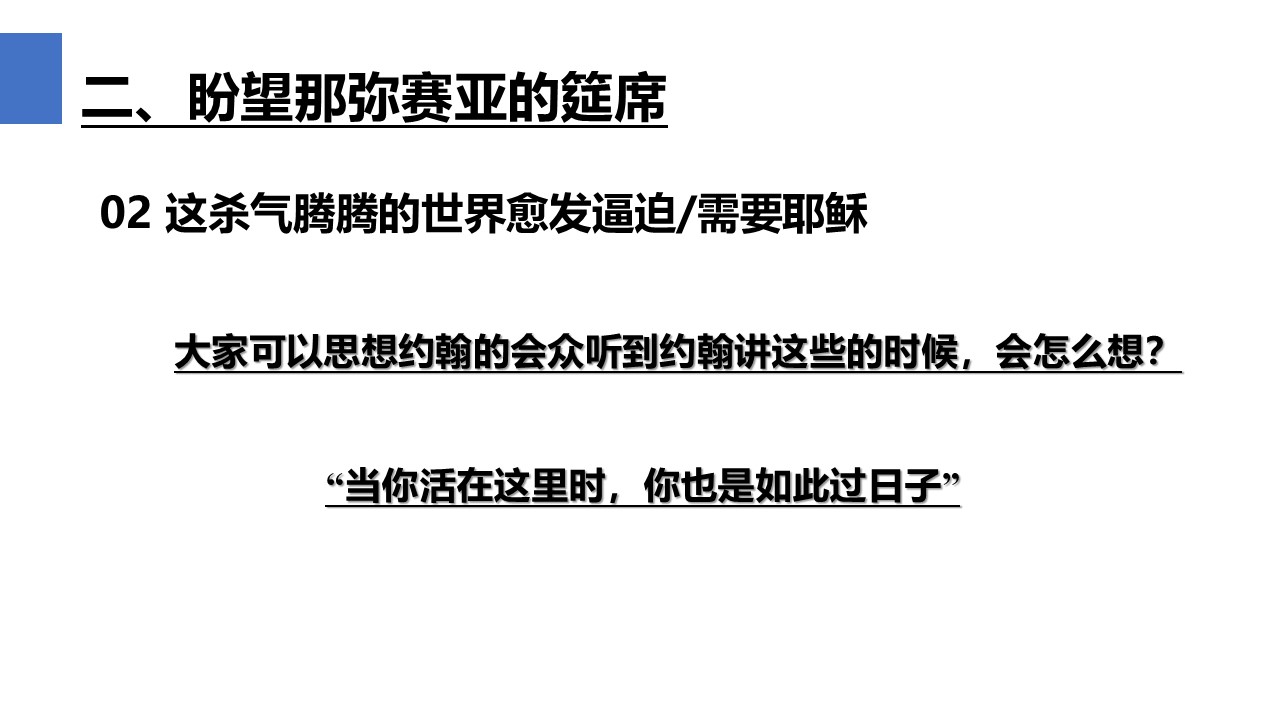 二、盼望那弥赛亚的筵席
02 这杀气腾腾的世界愈发逼迫/需要耶稣
大家可以思想约翰的会众听到约翰讲这些的时候，会怎么想？
“当你活在这里时，你也是如此过日子”